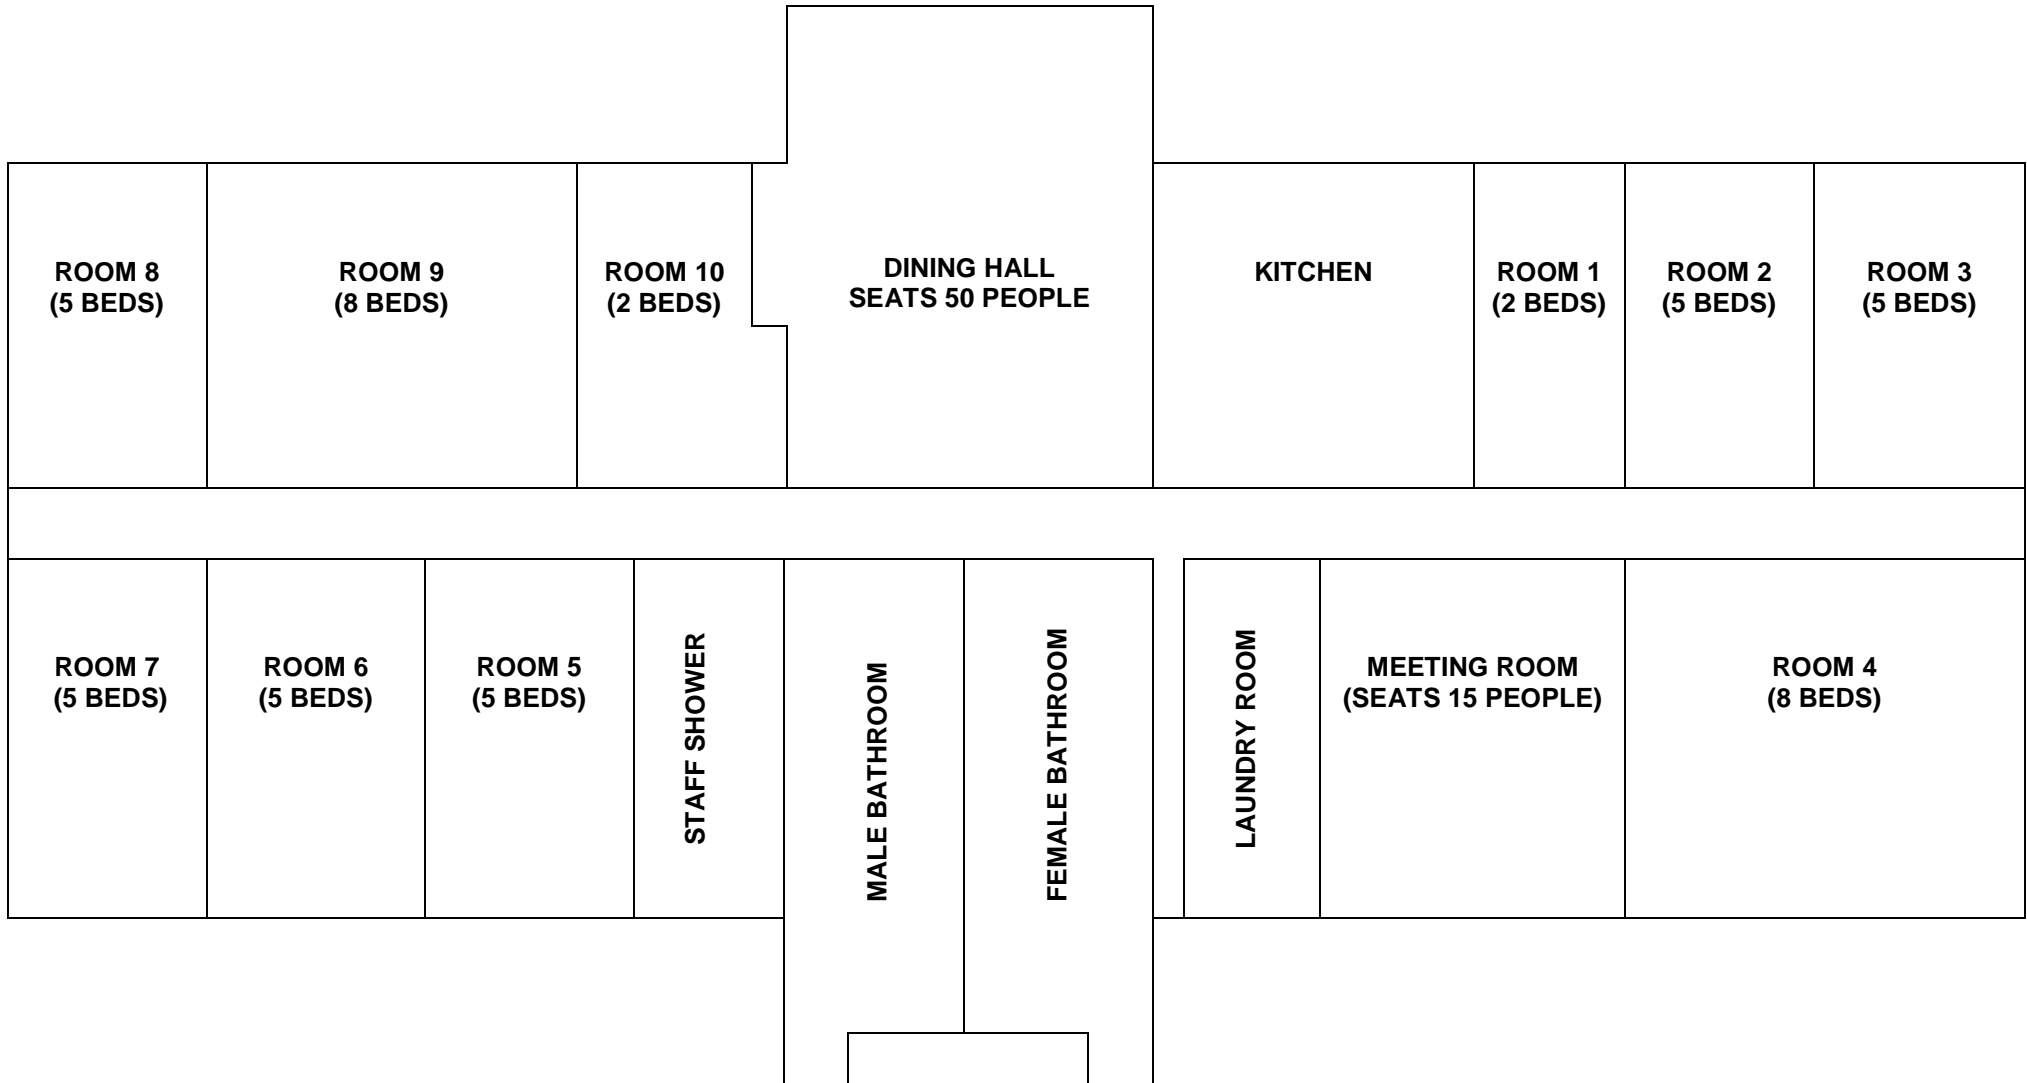 ROOM 8
(5 BEDS)
ROOM 9
(8 BEDS)
ROOM 10
(2 BEDS)
DINING HALL
SEATS 50 PEOPLE
KITCHEN
ROOM 1
(2 BEDS)
ROOM 2
(5 BEDS)
ROOM 3
(5 BEDS)
ROOM 7
(5 BEDS)
ROOM 6
(5 BEDS)
ROOM 5
(5 BEDS)
STAFF SHOWER
MALE BATHROOM
FEMALE BATHROOM
LAUNDRY ROOM
MEETING ROOM
(SEATS 15 PEOPLE)
ROOM 4
(8 BEDS)